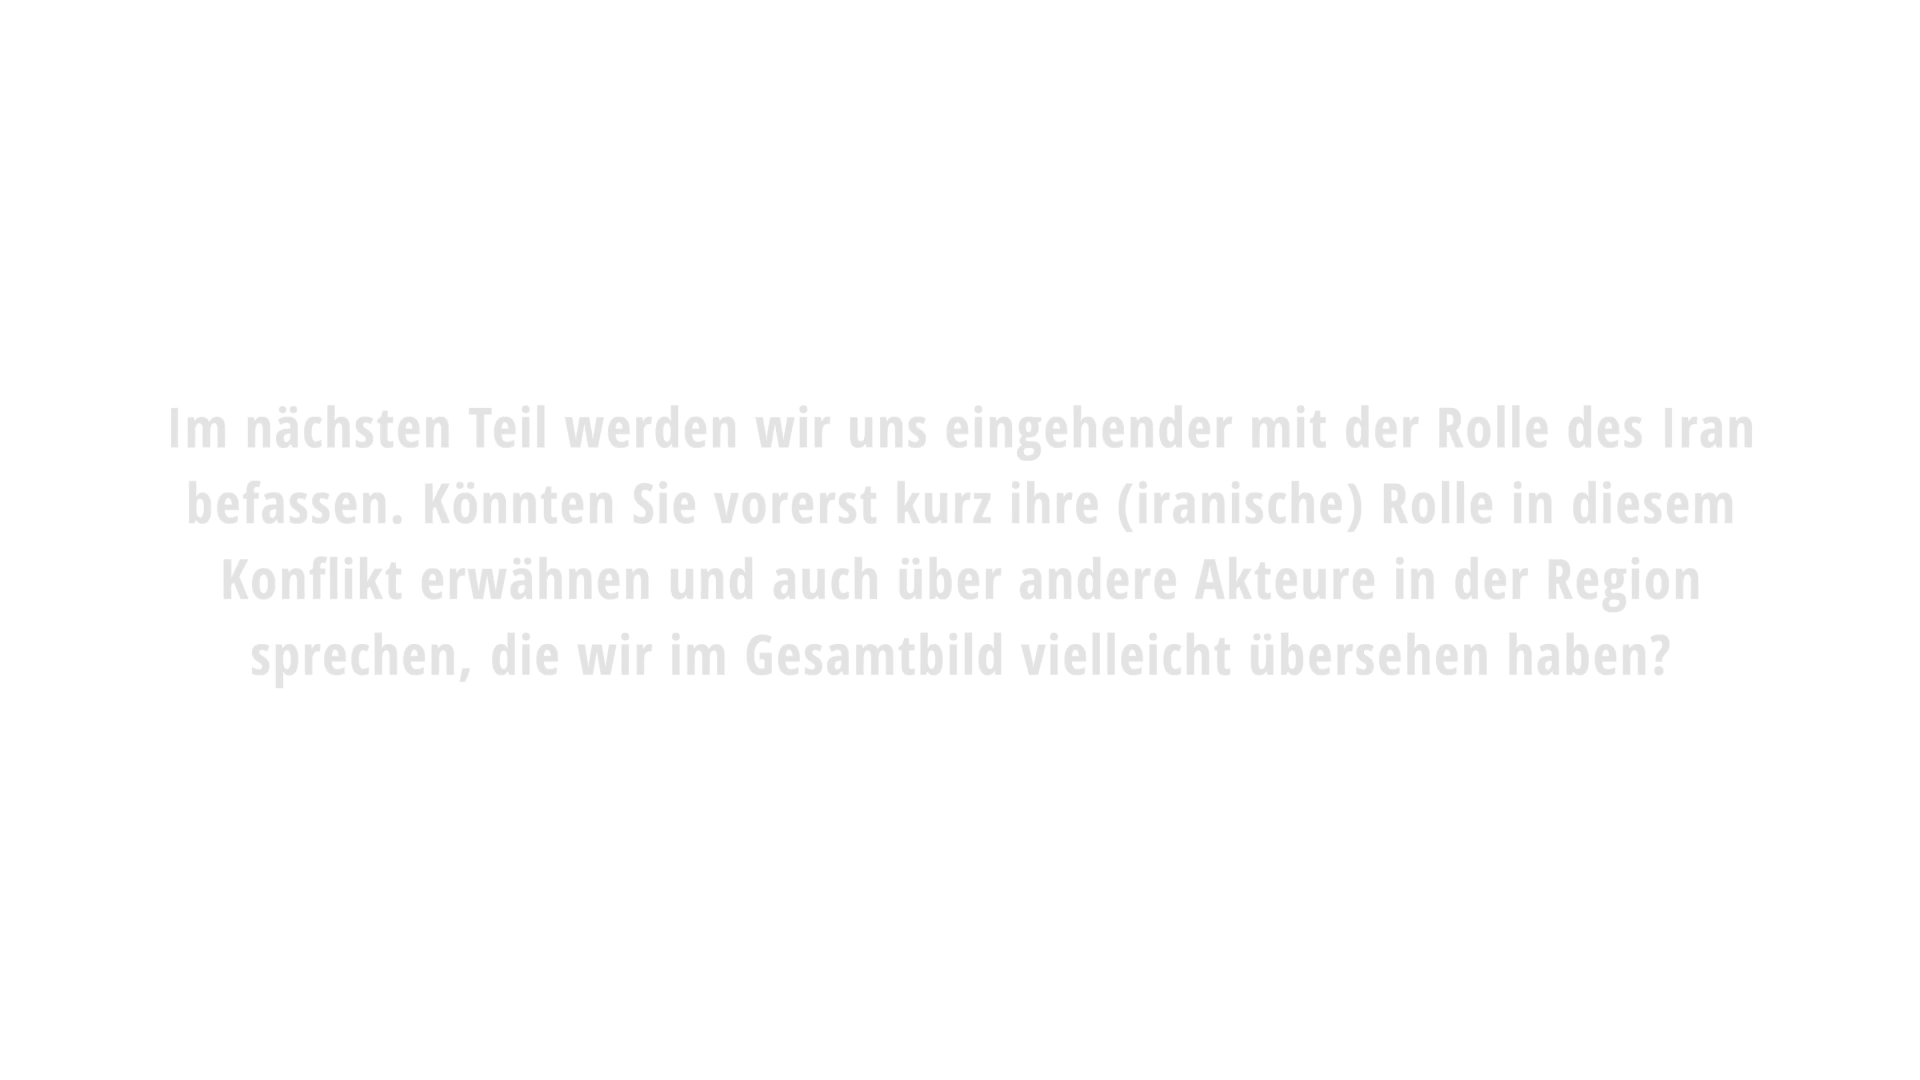 Im nächsten Teil werden wir uns eingehender mit der Rolle des Iran
befassen. Könnten Sie vorerst kurz ihre (iranische) Rolle in diesem
Konflikt erwähnen und auch über andere Akteure in der Region
sprechen, die wir im Gesamtbild vielleicht übersehen haben?